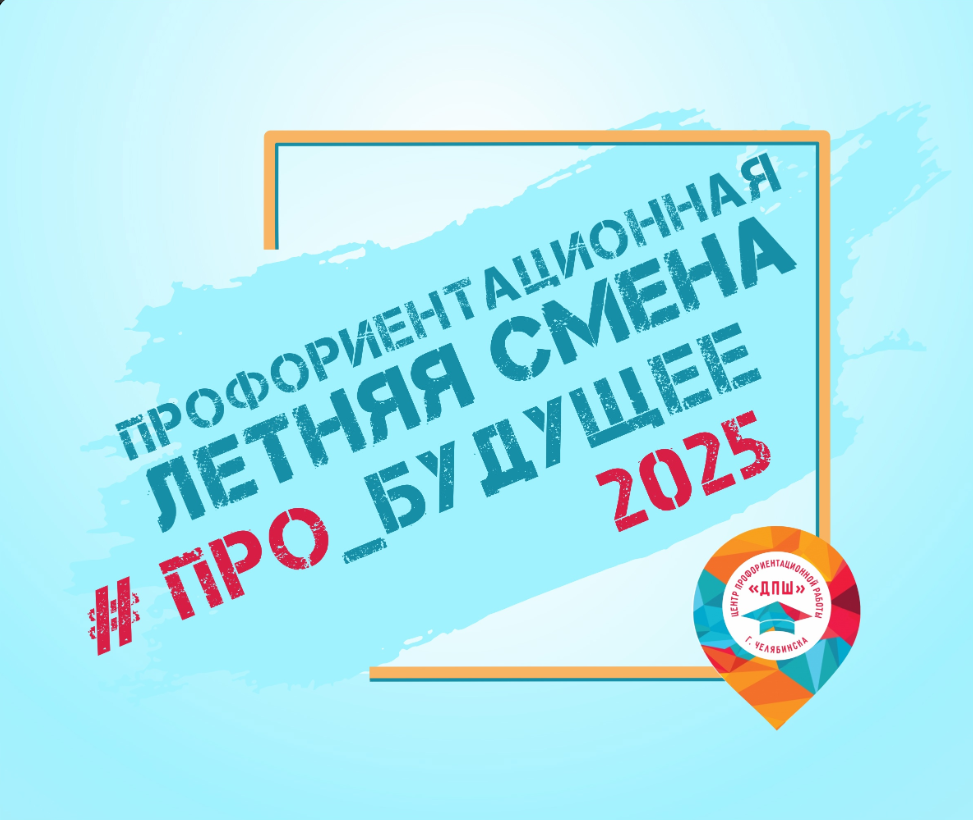 ПРОФОРИЕНТАЦИОННАЯ
ЛЕТНЯЯ СМЕНА
# ПРО_БУДУЩЕЕ
2025
ЦЕНТР ПРОФОРИЕНТАЦИОННОЙ РАБОТЫ
«ДПШ»
Г. ЧЕЛЯБИНСКА